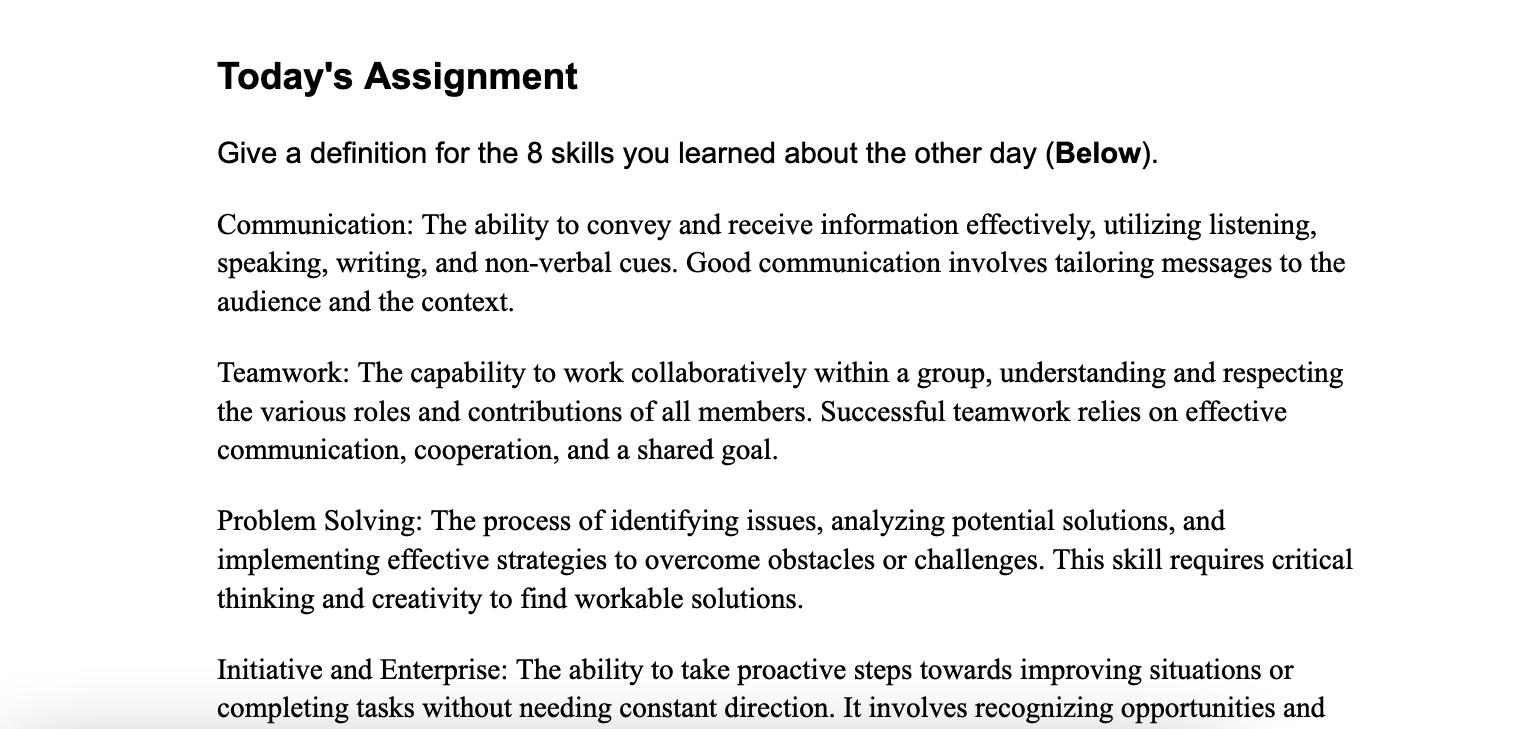 Today's Assignment
Give a definition for the 8 skills you learned about the other day (Below).
Communication: The ability to convey and receive information effectively, utilizing listening,
speaking, writing, and non-verbal cues. Good communication involves tailoring messages to the
audience and the context.
Teamwork: The capability to work collaboratively within a group, understanding and respecting
the various roles and contributions of all members. Successful teamwork relies on effective
communication, cooperation, and a shared goal.
Problem Solving: The process of identifying issues, analyzing potential solutions, and
implementing effective strategies to overcome obstacles or challenges. This skill requires critical
thinking and creativity to find workable solutions.
Initiative and Enterprise: The ability to take proactive steps towards improving situations or
completing tasks without needing constant direction. It involves recognizing opportunities and